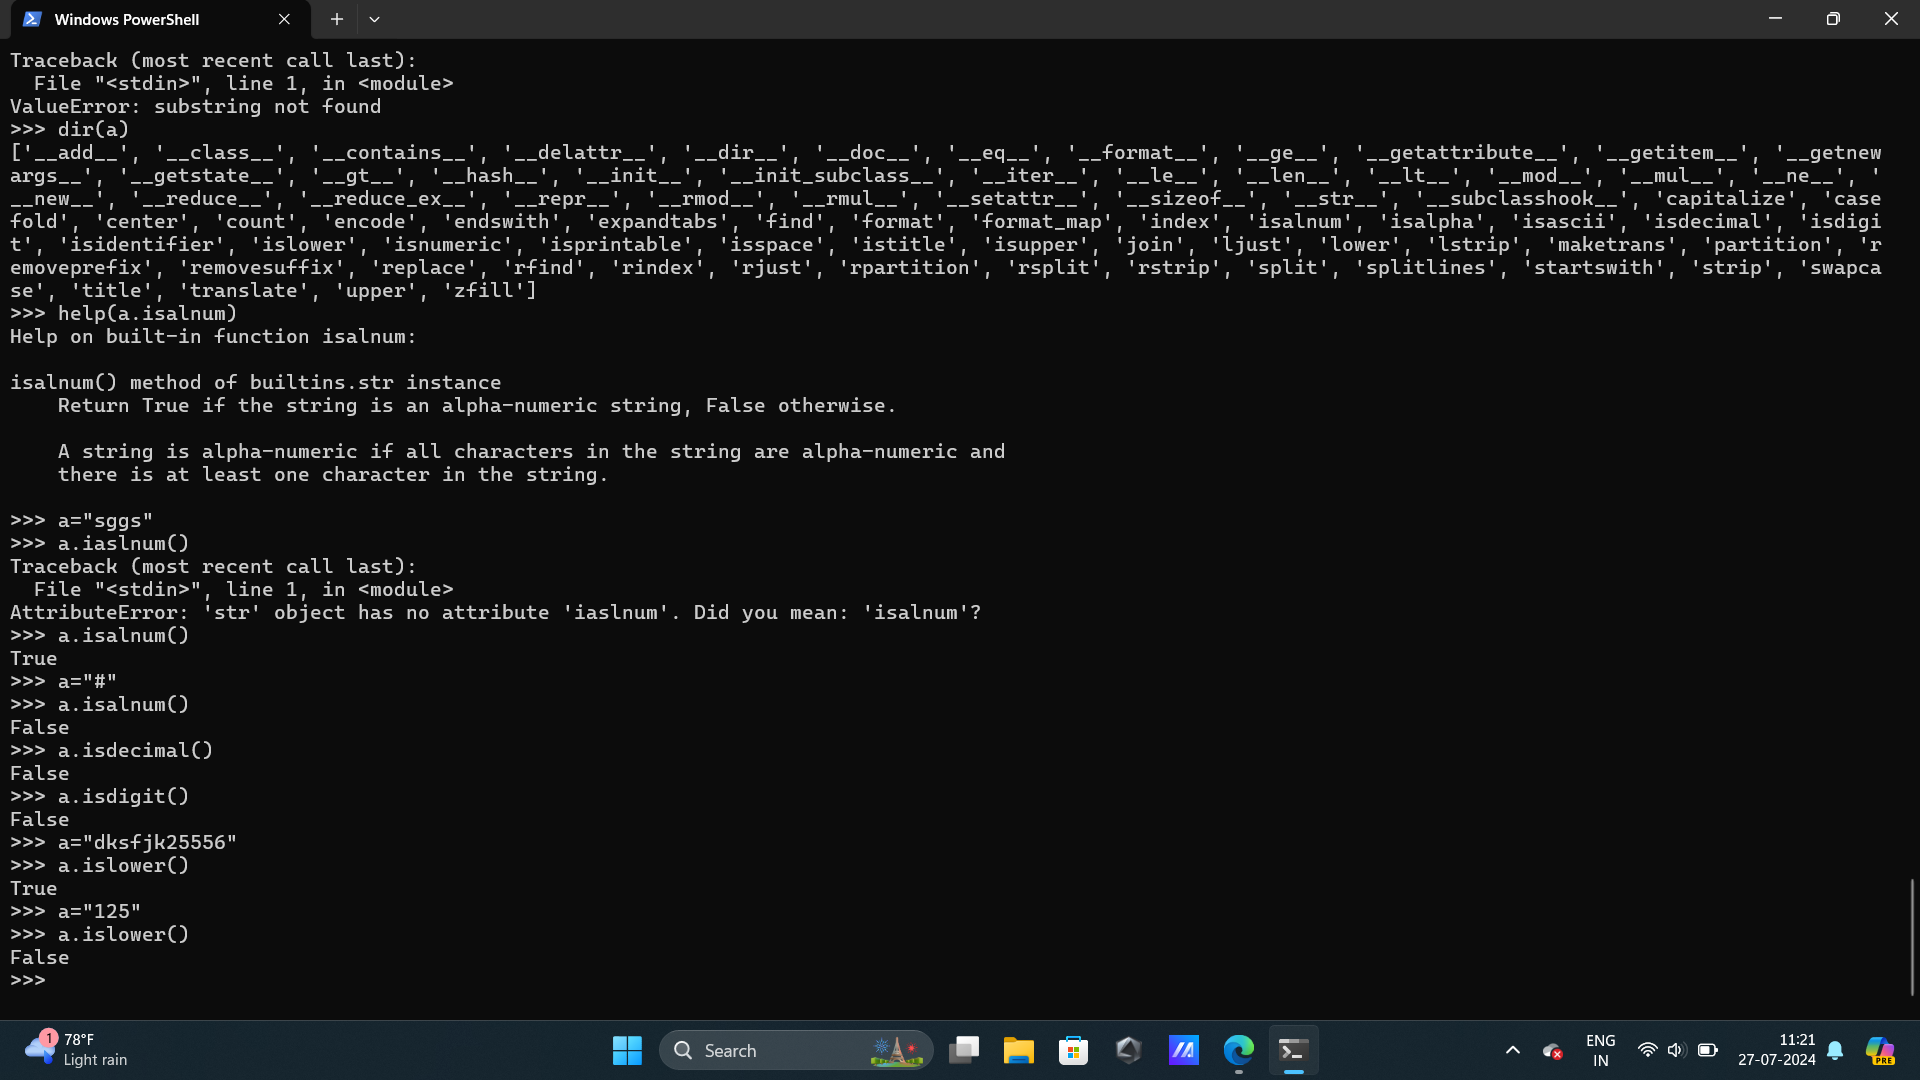 Windows PowerShell
Traceback (most recent call last):
  File "<stdin>", line 1, in <module>
ValueError: substring not found
>>> dir(a)
['__add__', '__class__', '__contains__', '__delattr__', '__dir__', '__doc__', '__eq__', '__format__', '__ge__', '__getattribute__', '__getitem__', '__getnew
args__', '__getstate__', '__gt__', '__hash__', '__init__', '__init_subclass__', '__iter__', '__le__', '__len__', '__lt__', '__mod__', '__mul__', '__ne__', '
__new__', '__reduce__', '__reduce_ex__', '__repr__', '__rmod__', '__rmul__', '__setattr__', '__sizeof__', '__str__', '__subclasshook__', 'capitalize', 'case
fold', 'center', 'count', 'encode', 'endswith', 'expandtabs', 'find', 'format', 'format_map', 'index', 'isalnum', 'isalpha', 'isascii', 'isdecimal', 'isdigi
t', 'isidentifier', 'islower', 'isnumeric', 'isprintable', 'isspace', 'istitle', 'isupper', 'join', 'ljust', 'lower', 'lstrip', 'maketrans', 'partition', 'r
emoveprefix', 'removesuffix', 'replace', 'rfind', 'rindex', 'rjust', 'rpartition', 'rsplit', 'rstrip', 'split', 'splitlines', 'startswith', 'strip', 'swapca
se', 'title', 'translate', 'upper', 'zfill']
>>> help(a.isalnum)
Help on built-in function isalnum:

isalnum() method of builtins.str instance
    Return True if the string is an alpha-numeric string, False otherwise.

    A string is alpha-numeric if all characters in the string are alpha-numeric and
    there is at least one character in the string.

>>> a="sggs"
>>> a.iaslnum()
Traceback (most recent call last):
  File "<stdin>", line 1, in <module>
AttributeError: 'str' object has no attribute 'iaslnum'. Did you mean: 'isalnum'?
>>> a.isalnum()
True
>>> a="#"
>>> a.isalnum()
False
>>> a.isdecimal()
False
>>> a.isdigit()
False
>>> a="dksfjk25556"
>>> a.islower()
True
>>> a="125"
>>> a.islower()
False
>>>
1
78°F
Light rain
Search
ENG
IN
11:21
27-07-2024
PRE